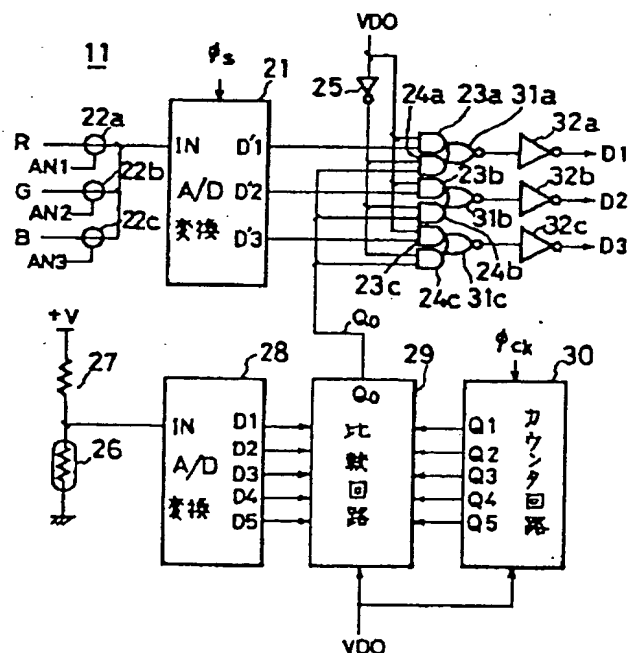 VDO
11
φs
21
25
24a
23a
31a
32a
22a
R
IN
D'1
D1
AN1
22b
23b
G
A/D
D'2
32b
D2
AN2
22c
31b
B
変換
D'3
32c
D3
AN3
24b
23c
24c
31c
+V
Qo
φck
27
28
29
30
Qo
26
IN
D1
比較回路
Q1
カウンタ回路
A/D
D2
Q2
変換
D3
Q3
D4
Q4
D5
Q5
VDO